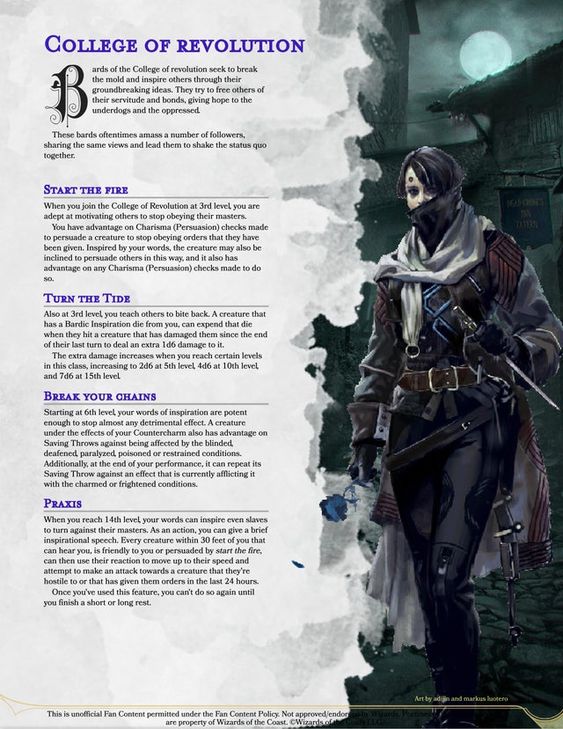 College of revolution
Bards of the College of revolution seek to break
the mold and inspire others through their
groundbreaking ideas. They try to free others of
their servitude and bonds, giving hope to the
underdogs and the oppressed.
These bards oftentimes amass a number of followers,
sharing the same views and lead them to shake the status quo
together.
Start the fire
When you join the College of Revolution at 3rd level, you are
adept at motivating others to stop obeying their masters.
You have advantage on Charisma (Persuasion) checks made
to persuade a creature to stop obeying orders that they have
been given. Inspired by your words, the creature may also be
inclined to persuade others in this way, and it also has
advantage on any Charisma (Persuasion) checks made to do
so.
Turn the Tide
Also at 3rd level, you teach others to bite back. A creature that
has a Bardic Inspiration die from you, can expend that die
when they hit a creature that has damaged them since the end
of their last turn to deal an extra 1d6 damage to it.
The extra damage increases when you reach certain levels
in this class, increasing to 2d6 at 5th level, 4d6 at 10th level,
and 7d6 at 15th level.
Break your chains
Starting at 6th level, your words of inspiration are potent
enough to stop almost any detrimental effect. A creature
under the effects of your Countercharm also has advantage on
Saving Throws against being affected by the blinded,
deafened, paralyzed, poisoned or restrained conditions.
Additionally, at the end of your performance, it can repeat its
Saving Throw against an effect that is currently afflicting it
with the charmed or frightened conditions.
Praxis
When you reach 14th level, your words can inspire even slaves
to turn against their masters. As an action, you can give a brief
inspirational speech. Every creature within 30 feet of you that
can hear you, is friendly to you or persuaded by start the fire,
can then use their reaction to move up to their speed and
attempt to make an attack towards a creature that they're
hostile to or that has given them orders in the last 24 hours.
Once you've used this feature, you can't do so again until
you finish a short or long rest.
Art by and markus luotero
This is unofficial Fan Content permitted under the Fan Content Policy. Not approved/endorsed by Wizards.
are property of Wizards of the Coast. ©Wizards of the Coast LLC.